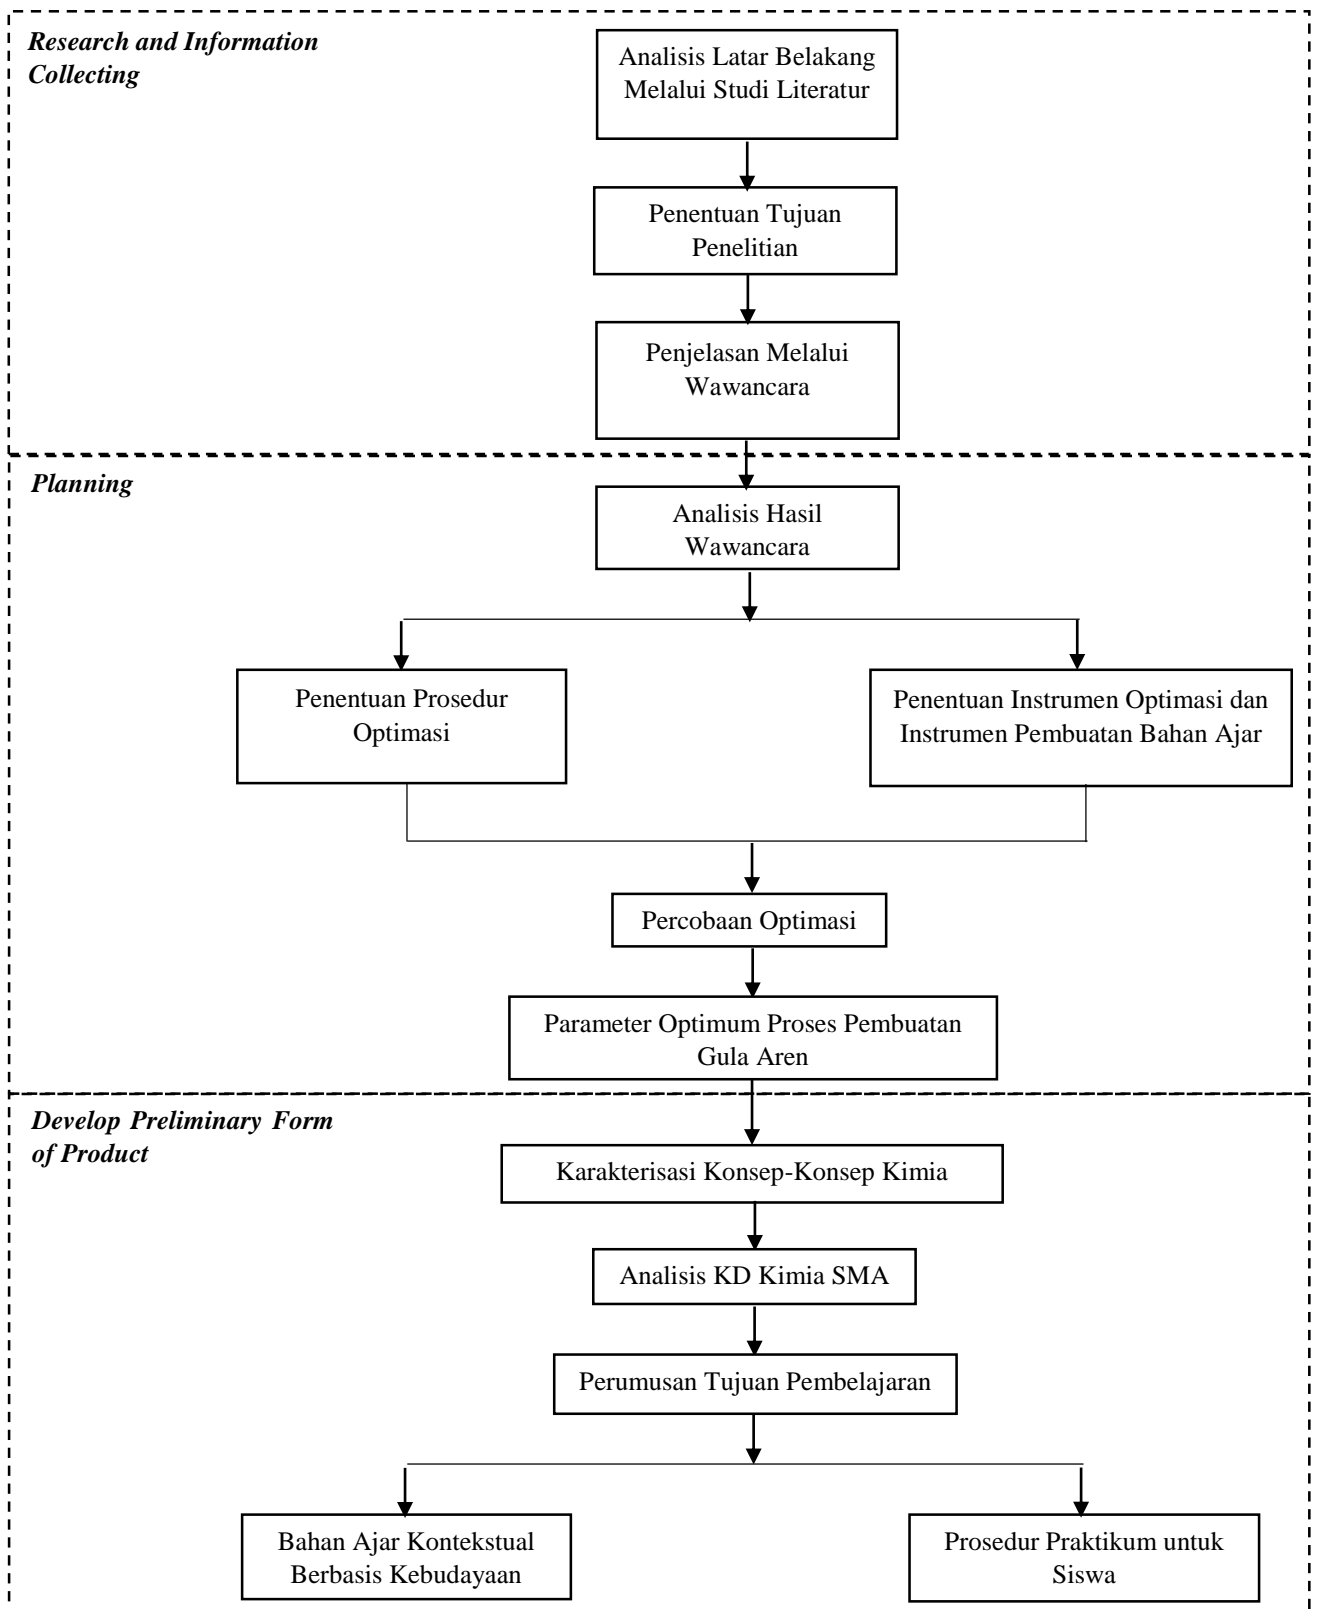 Research and Information
Collecting
Analisis Latar Belakang
Melalui Studi Literatur
Penentuan Tujuan
Penelitian
Penjelasan Melalui
Wawancara
Planning
Analisis Hasil
Wawancara
Penentuan Prosedur
Optimasi
Penentuan Instrumen Optimasi dan
Instrumen Pembuatan Bahan Ajar
Percobaan Optimasi
Parameter Optimum Proses Pembuatan
Gula Aren
Develop Preliminary Form
of Product
Karakterisasi Konsep-Konsep Kimia
Analisis KD Kimia SMA
Perumusan Tujuan Pembelajaran
Bahan Ajar Kontekstual
Berbasis Kebudayaan
Prosedur Praktikum untuk
Siswa